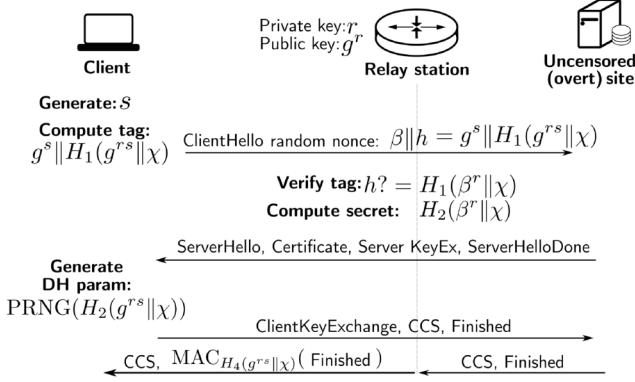 Private key: r
Public key: g^r
Client
Relay station
Uncensored
(overt) site
Generate: s
Compute tag:
g^s‖H_1(g^{rs}‖χ)
ClientHello random nonce: β‖h = g^s‖H_1(g^{rs}‖χ)
Verify tag: h? = H_1(β^r‖χ)
Compute secret: H_2(β^r‖χ)
ServerHello, Certificate, Server KeyEx, ServerHelloDone
Generate
DH param:
PRNG(H_2(g^{rs}‖χ))
ClientKeyExchange, CCS, Finished
CCS, MAC_{H_4(g^{rs}‖χ)}( Finished )
CCS, Finished